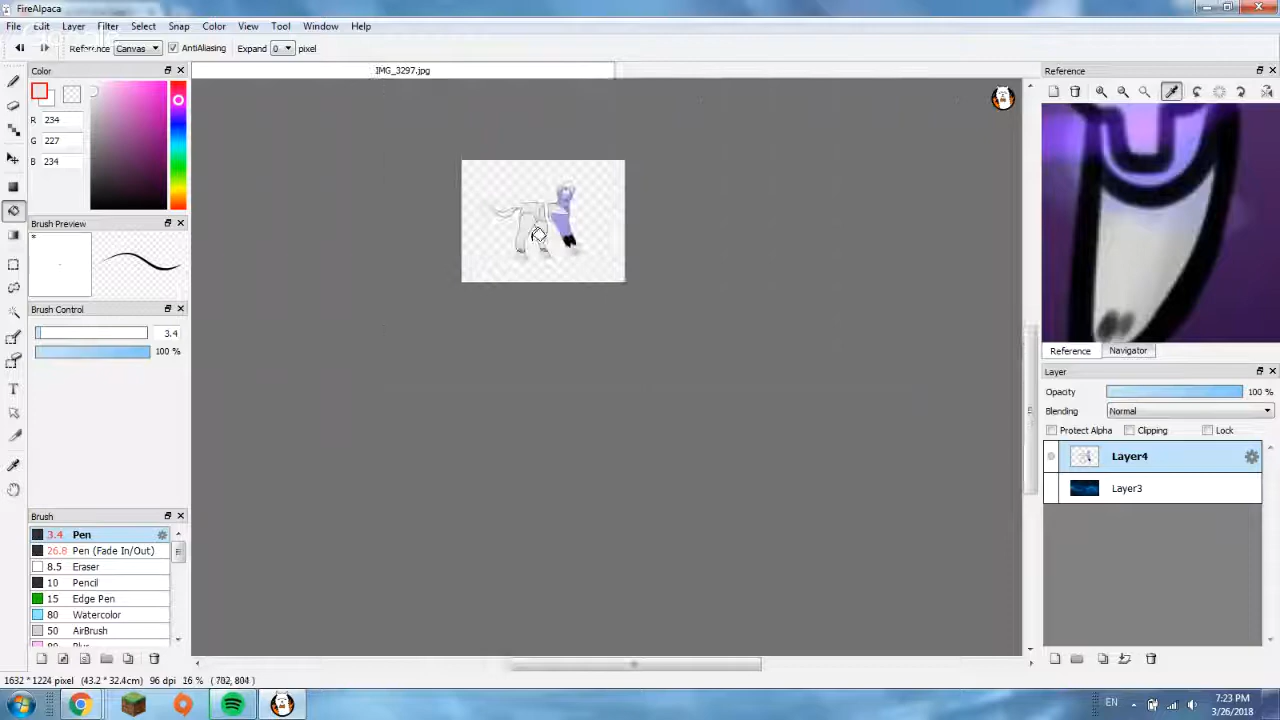 FireAlpaca
File Edit Layer Filter Select Snap Color View Tool Window Help
Reference Canvas AntiAliasing Expand 0 pixel
Color
IMG_3297.jpg
Reference
R 234
G 227
B 234
Brush Preview
*
Brush Control
3.4
100 %
Reference Navigator
Layer
Opacity 100 %
Blending Normal
Protect Alpha Clipping Lock
Layer4
Layer3
Brush
3.4 Pen
26.8 Pen (Fade In/Out)
8.5 Eraser
10 Pencil
15 Edge Pen
80 Watercolor
50 AirBrush
1632 * 1224 pixel (43.2 * 32.4cm) 96 dpi 16 % (702, 804)
EN
7:23 PM
3/26/2018